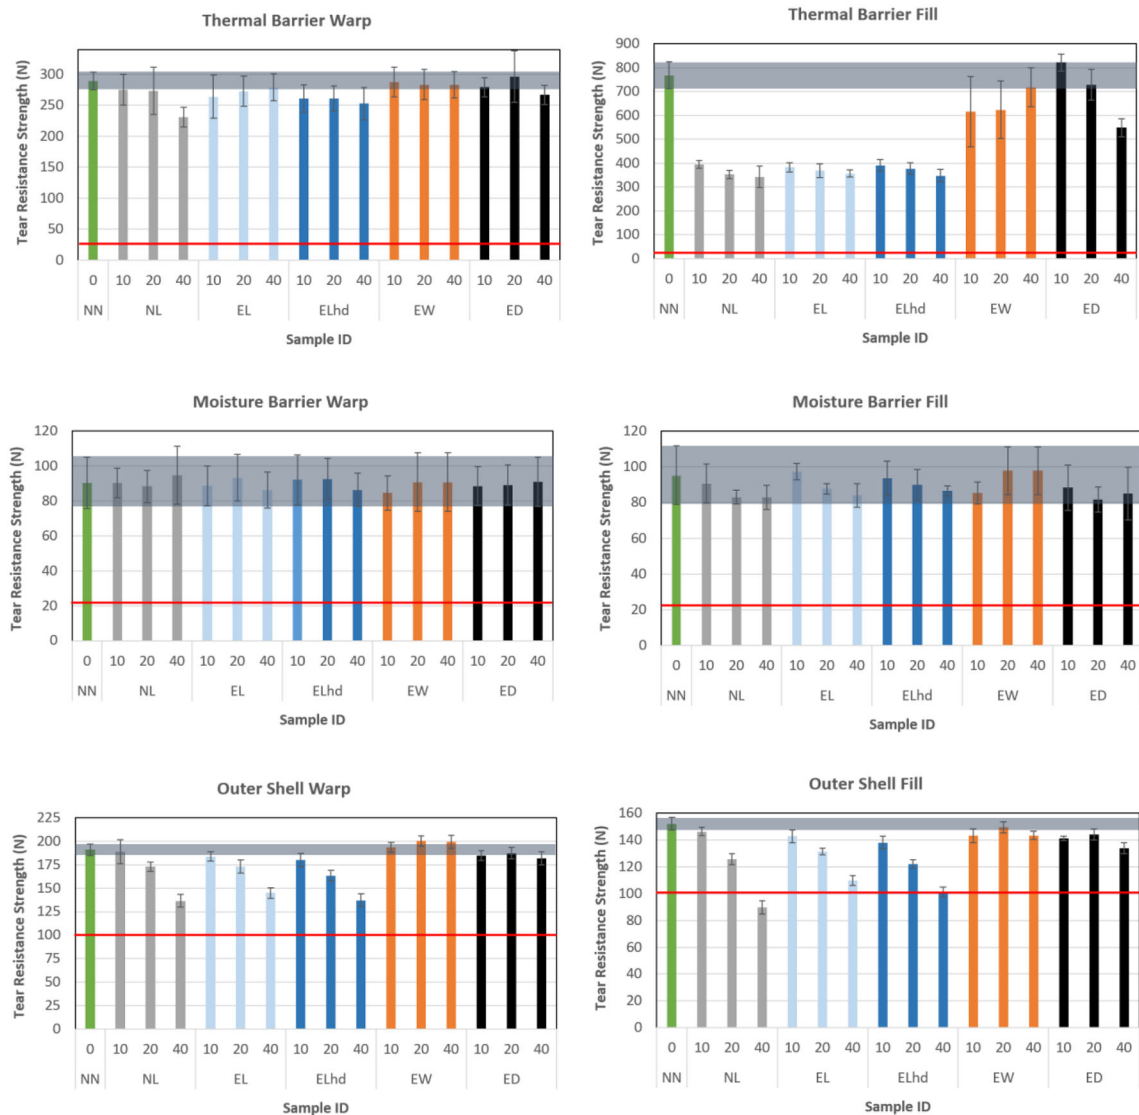 Thermal Barrier Warp
Tear Resistance Strength (N)
300
250
200
150
100
50
0
0 10 20 40 10 20 40 10 20 40 10 20 40 10 20 40
NN NL EL ELhd EW ED
Sample ID
Thermal Barrier Fill
Tear Resistance Strength (N)
900
800
700
600
500
400
300
200
100
0
0 10 20 40 10 20 40 10 20 40 10 20 40 10 20 40
NN NL EL ELhd EW ED
Sample ID
Moisture Barrier Warp
Tear Resistance Strength (N)
120
100
80
60
40
20
0
0 10 20 40 10 20 40 10 20 40 10 20 40 10 20 40
NN NL EL ELhd EW ED
Sample ID
Moisture Barrier Fill
Tear Resistance Strength (N)
120
100
80
60
40
20
0
0 10 20 40 10 20 40 10 20 40 10 20 40 10 20 40
NN NL EL ELhd EW ED
Sample ID
Outer Shell Warp
Tear Resistance Strength (N)
225
200
175
150
125
100
75
50
25
0
0 10 20 40 10 20 40 10 20 40 10 20 40 10 20 40
NN NL EL ELhd EW ED
Sample ID
Outer Shell Fill
Tear Resistance Strength (N)
160
140
120
100
80
60
40
20
0
0 10 20 40 10 20 40 10 20 40 10 20 40 10 20 40
NN NL EL ELhd EW ED
Sample ID